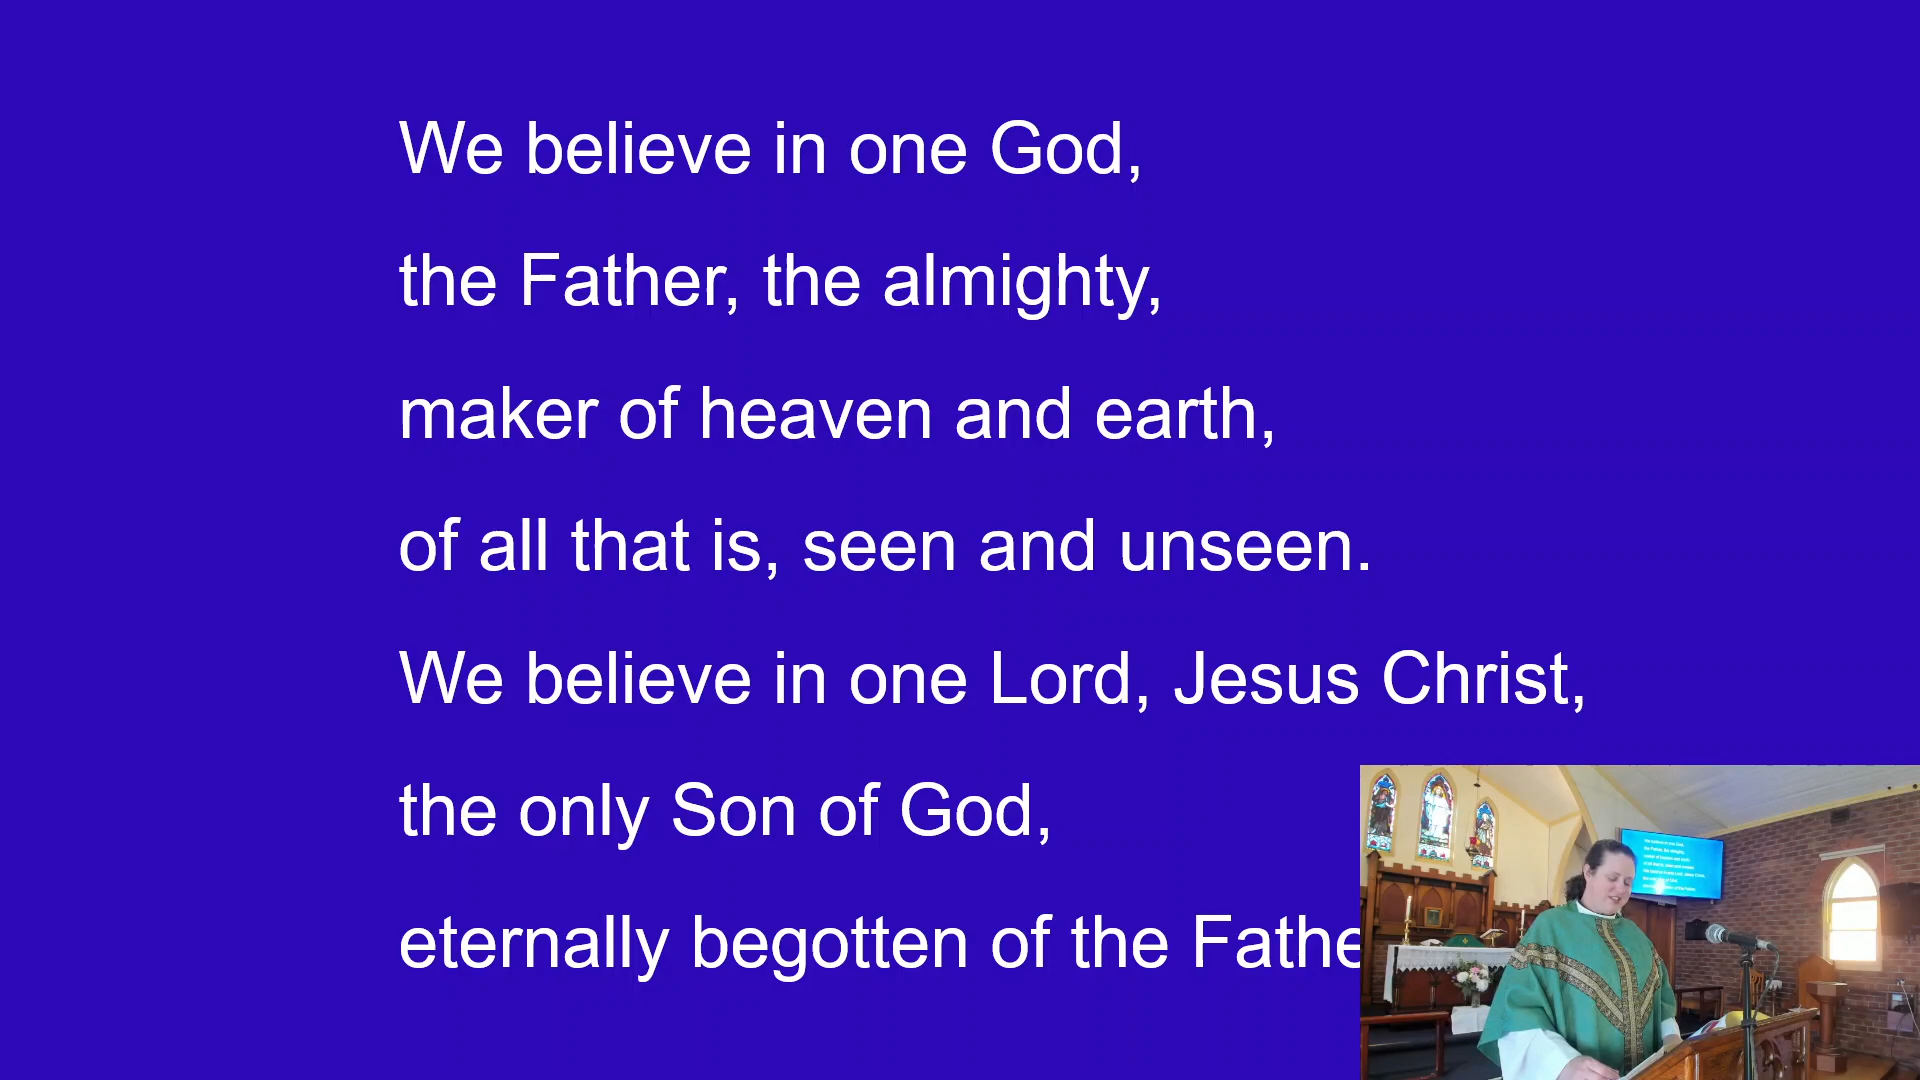 We believe in one God,
the Father, the almighty,
maker of heaven and earth,
of all that is, seen and unseen.
We believe in one Lord, Jesus Christ,
the only Son of God,
eternally begotten of the Fathe